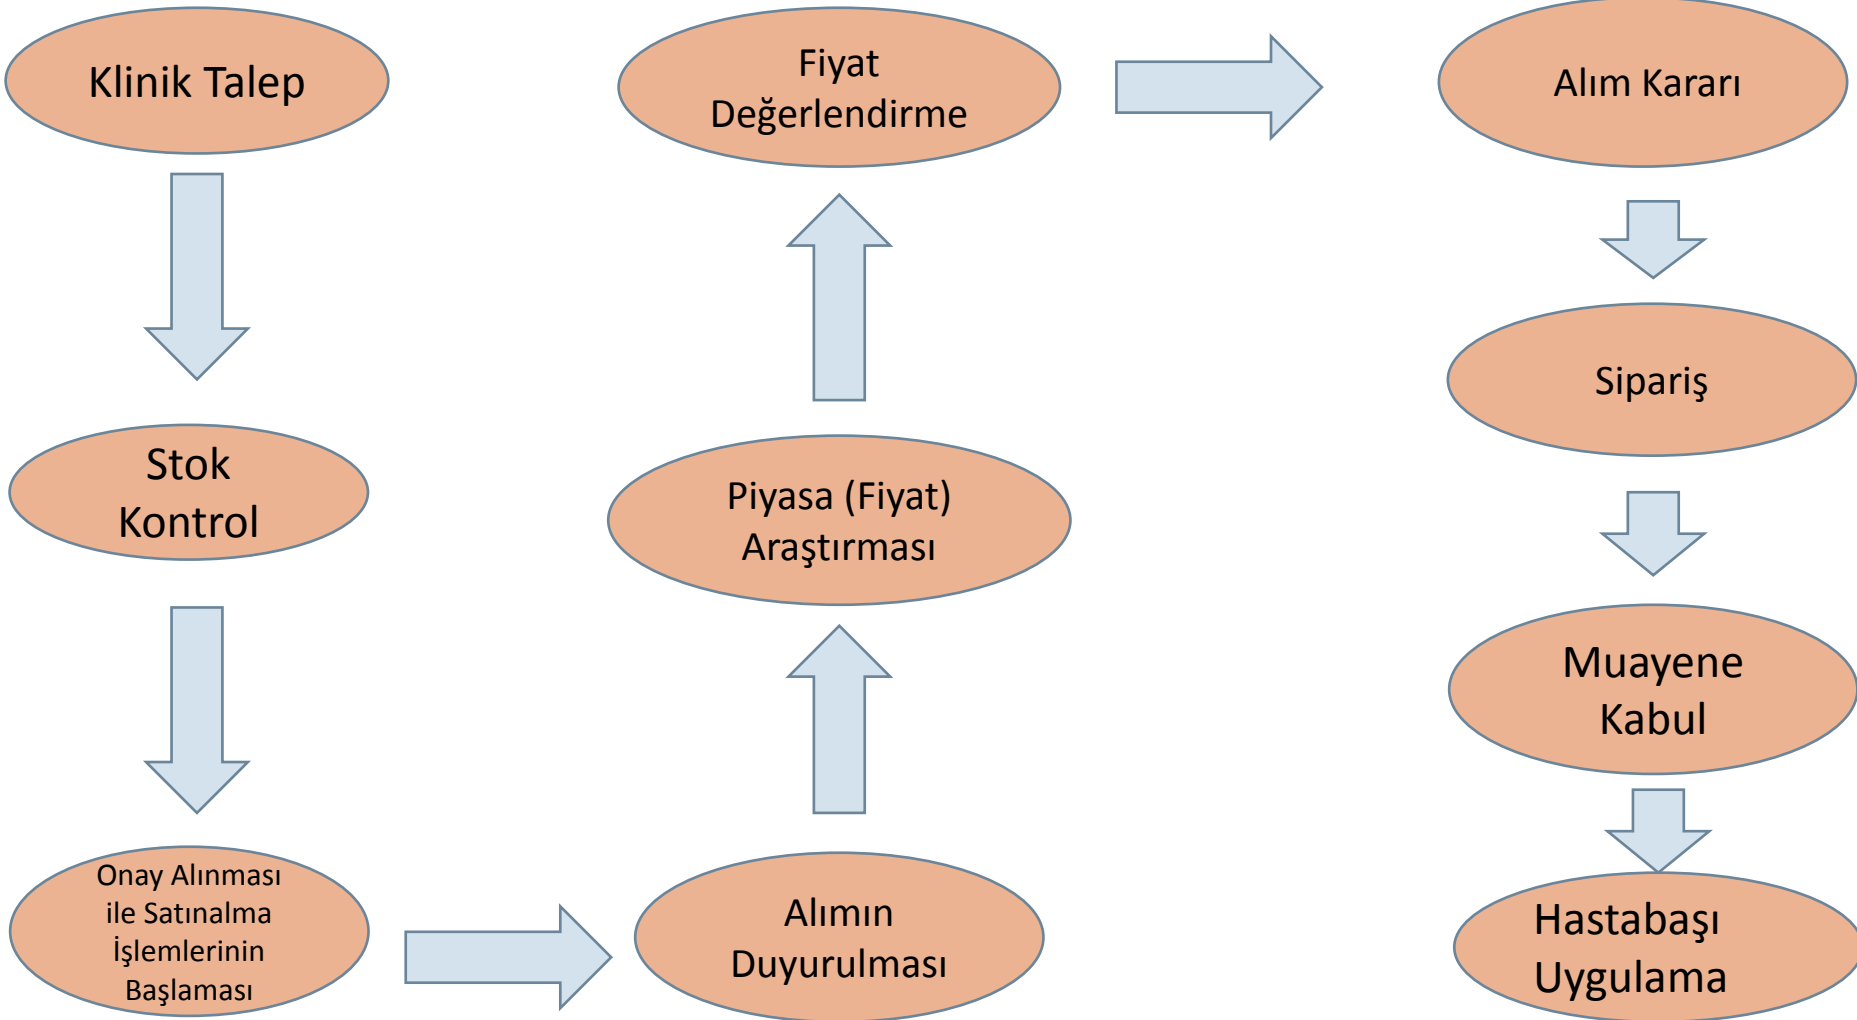 Klinik Talep
Stok
Kontrol
Onay Alınması
ile Satınalma
İşlemlerinin
Başlaması
Alımın
Duyurulması
Piyasa (Fiyat)
Araştırması
Fiyat
Değerlendirme
Alım Kararı
Sipariş
Muayene
Kabul
Hastabaşı
Uygulama